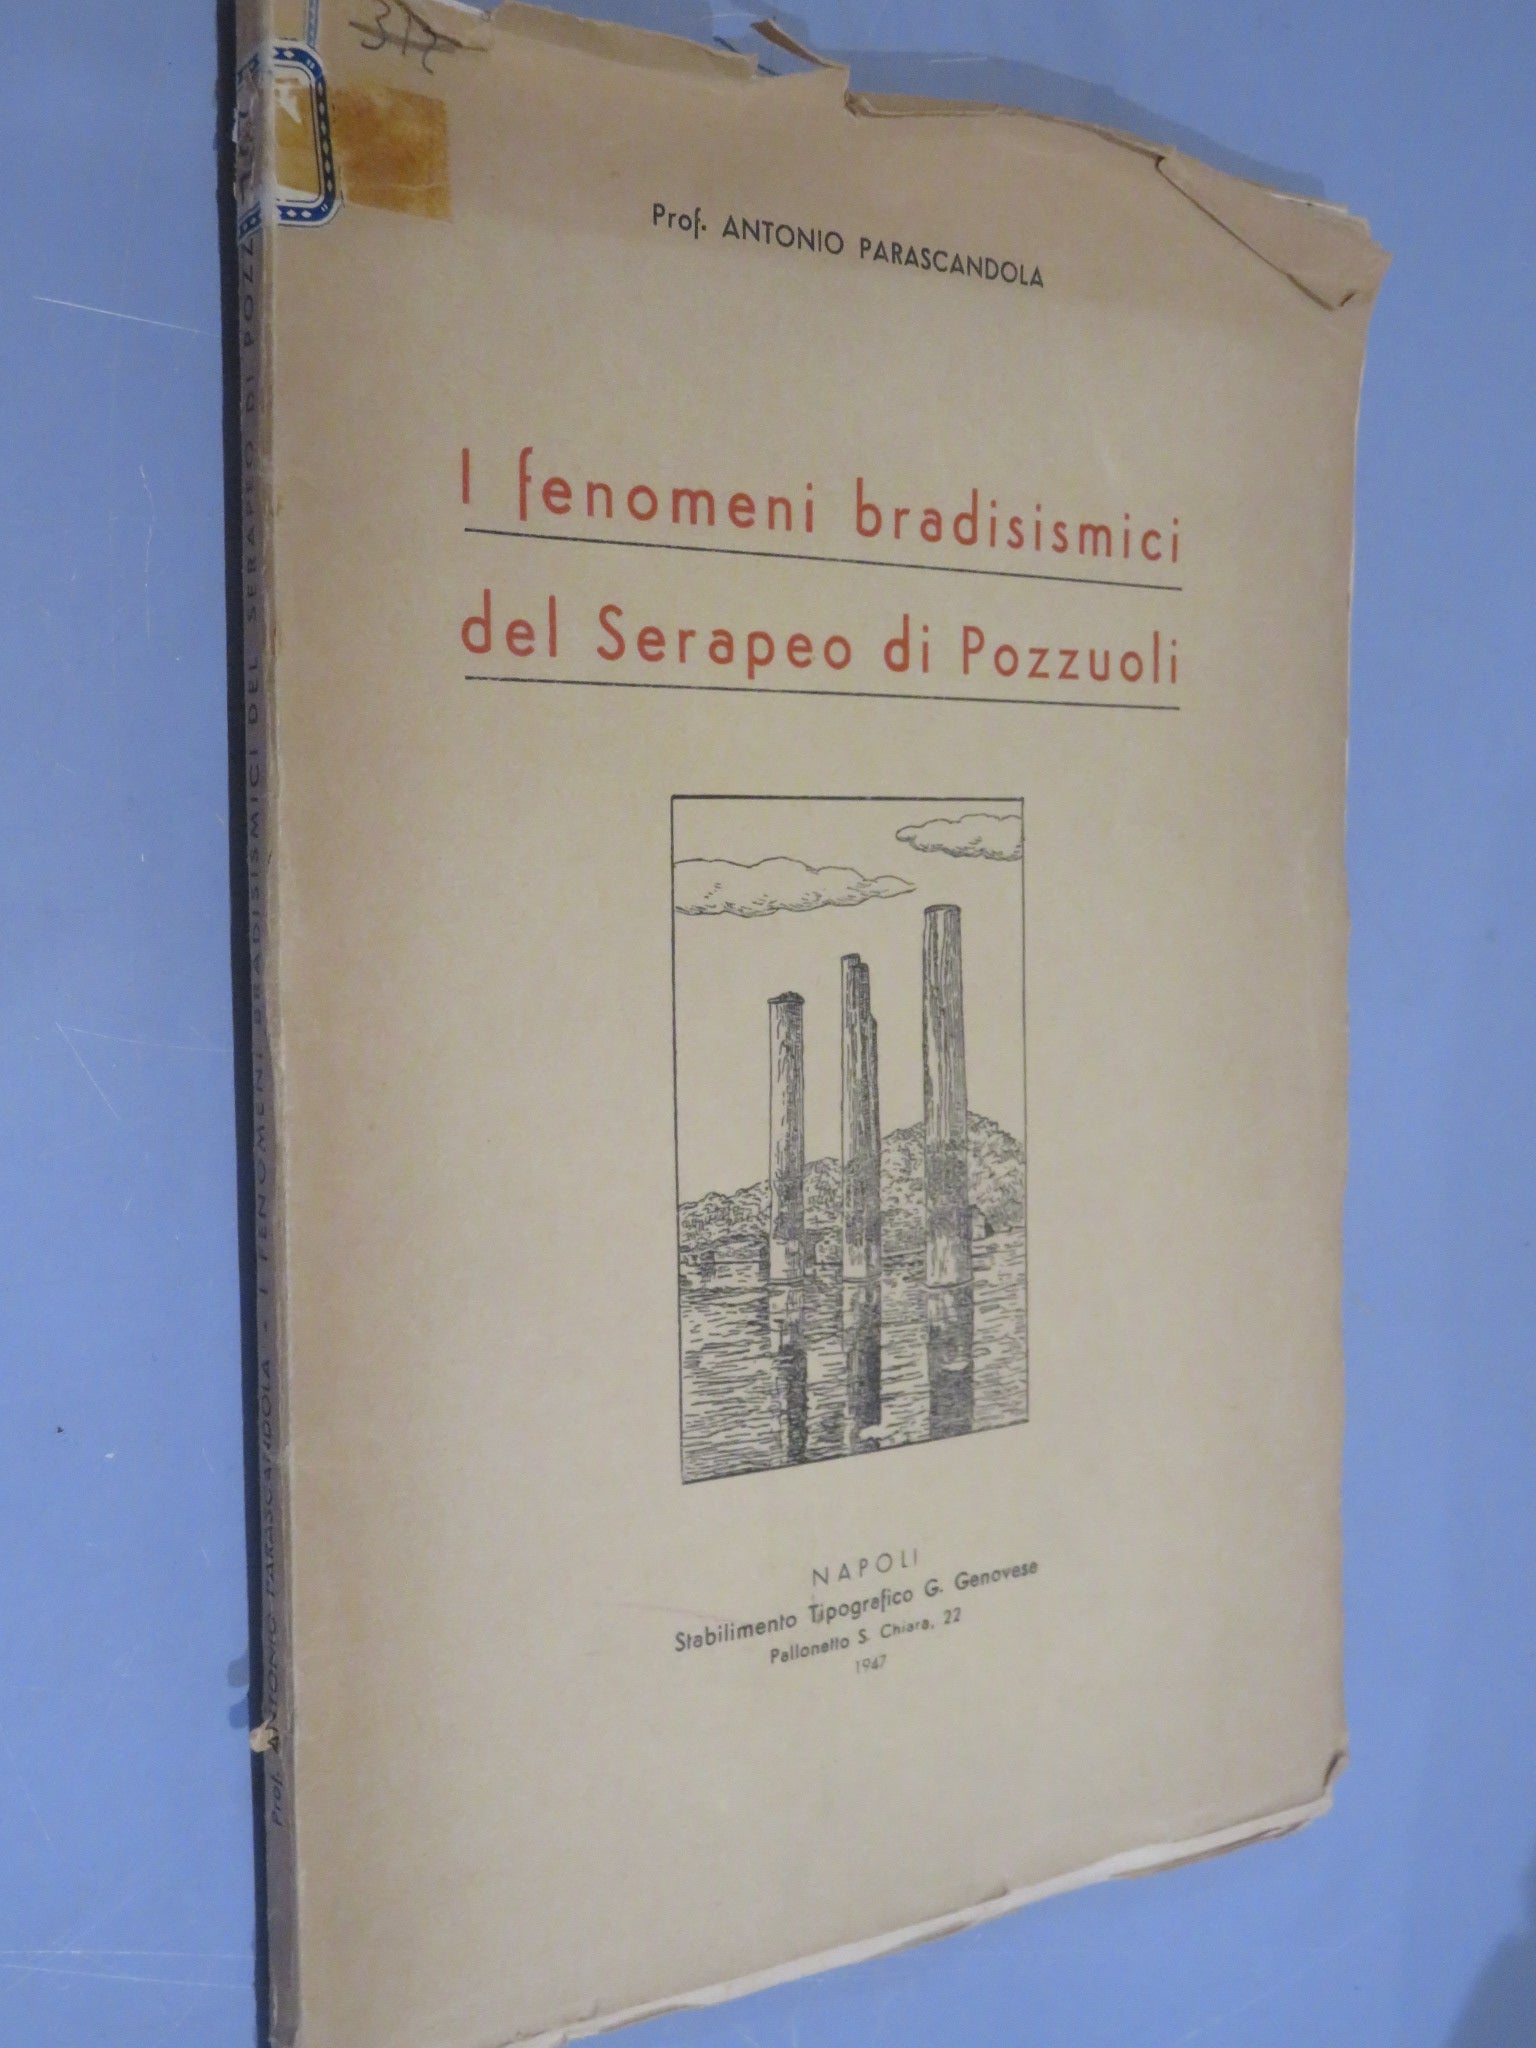 Prof. ANTONIO PARASCANDOLA
I fenomeni bradisismici
del Serapeo di Pozzuoli
NAPOLI
Stabilimento Tipografico G. Genovese
Pallonetto S. Chiara, 22
1947
Prof. ANTONIO PARASCANDOLA - I FENOMENI BRADISISMICI DEL SERAPEO DI POZZ